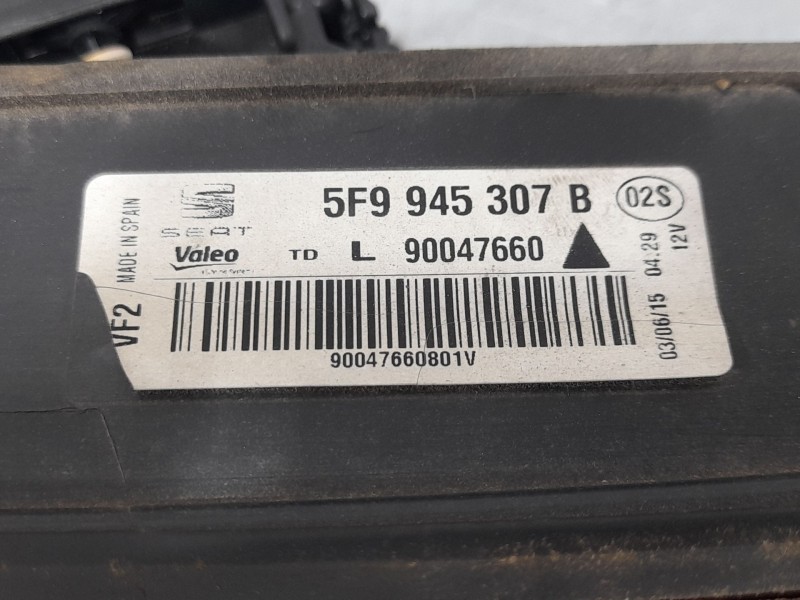 5F9 945 307 B 02S
SEAT
Valeo TD L 90047660
90047660801V
MADE IN SPAIN
VF2
03/06/15 04:29
12V